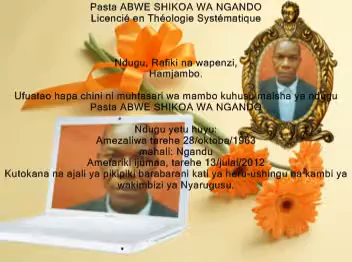 Pasta ABWE SHIKOA WA NGANDO
Licencié en Théologie Systématique
Ndugu, Rafiki na wapenzi,
Hamjambo.
Ufuatao hapa chini ni muhtasari wa mambo kuhusu maisha ya ndugu
Pasta ABWE SHIKOA WA NGANDO
Ndugu yetu huyu:
Amezaliwa tarehe 28/oktoba/1963
mahali: Ngandu
Amefariki ijumaa, tarehe 13/julai/2012
Kutokana na ajali ya pikipiki barabarani kati ya heru-ushingu na kambi ya
wakimbizi ya Nyarugusu.